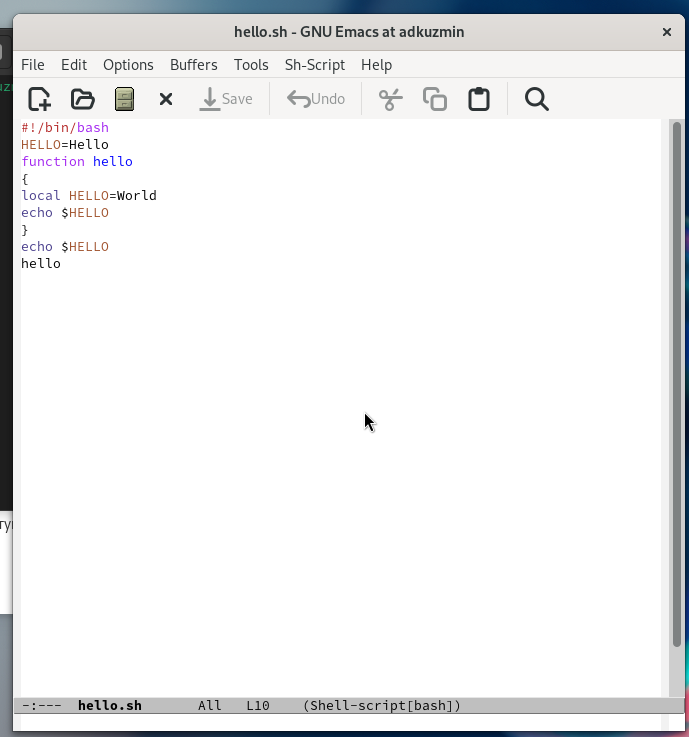 hello.sh - GNU Emacs at adkuzmin
File Edit Options Buffers Tools Sh-Script Help
Save Undo
#!/bin/bash
HELLO=Hello
function hello
{
local HELLO=World
echo $HELLO
}
echo $HELLO
hello
-:--- hello.sh All L10 (Shell-script[bash])